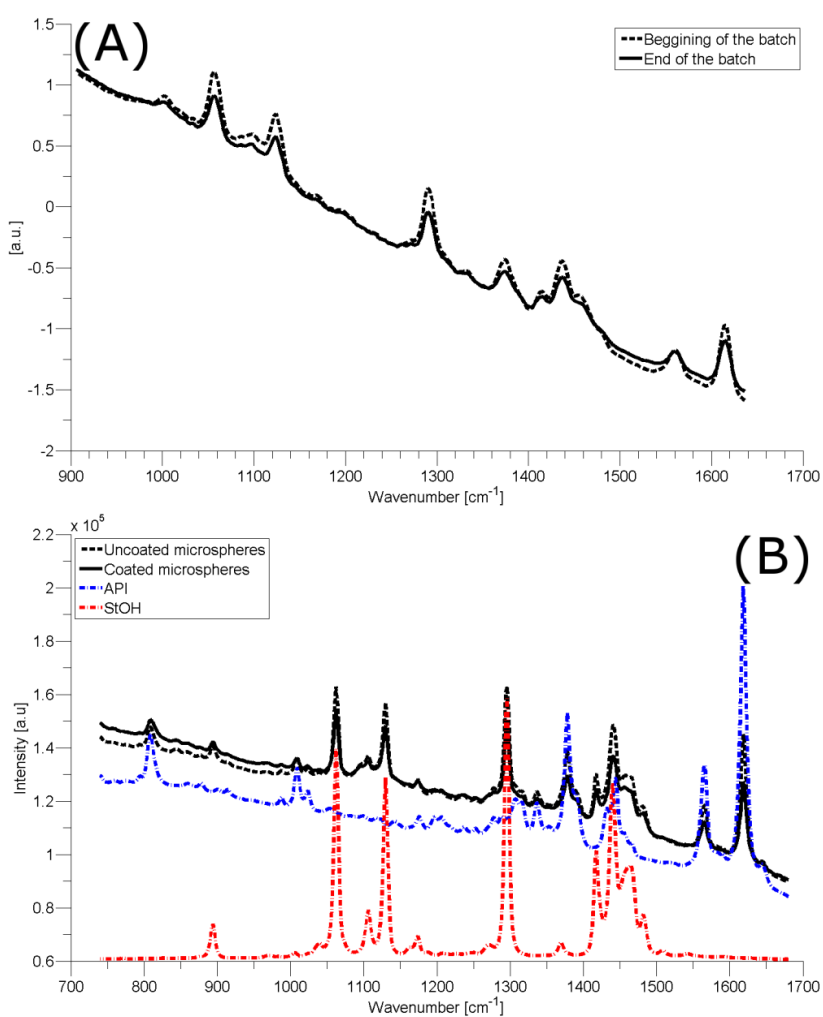 (A)
Beggining of the batch
End of the batch
1.5
1
0.5
0
-0.5
-1
-1.5
-2
[a.u.]
900 1000 1100 1200 1300 1400 1500 1600 1700
Wavenumber [cm-1]
x 10^5
(B)
Uncoated microspheres
Coated microspheres
API
StOH
2.2
2
1.8
1.6
1.4
1.2
1
0.8
0.6
Intensity [a.u]
700 800 900 1000 1100 1200 1300 1400 1500 1600 1700
Wavenumber [cm-1]